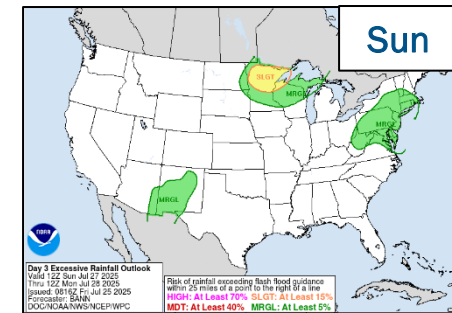 Sun
SLGT
MRGL
MRGL
MRGL
NOAA
Day 3 Excessive Rainfall Outlook
Valid 12Z Sun Jul 27 2025
Thru 12Z Mon Jul 28 2025
Issued: 0816Z Fri Jul 25 2025
Forecaster: BANN
DOC/NOAA/NWS/NCEP/WPC
Risk of rainfall exceeding flash flood guidance
within 25 miles of a point to the right of a line
HIGH: At Least 70% SLGT: At Least 15%
MDT: At Least 40% MRGL: At Least 5%